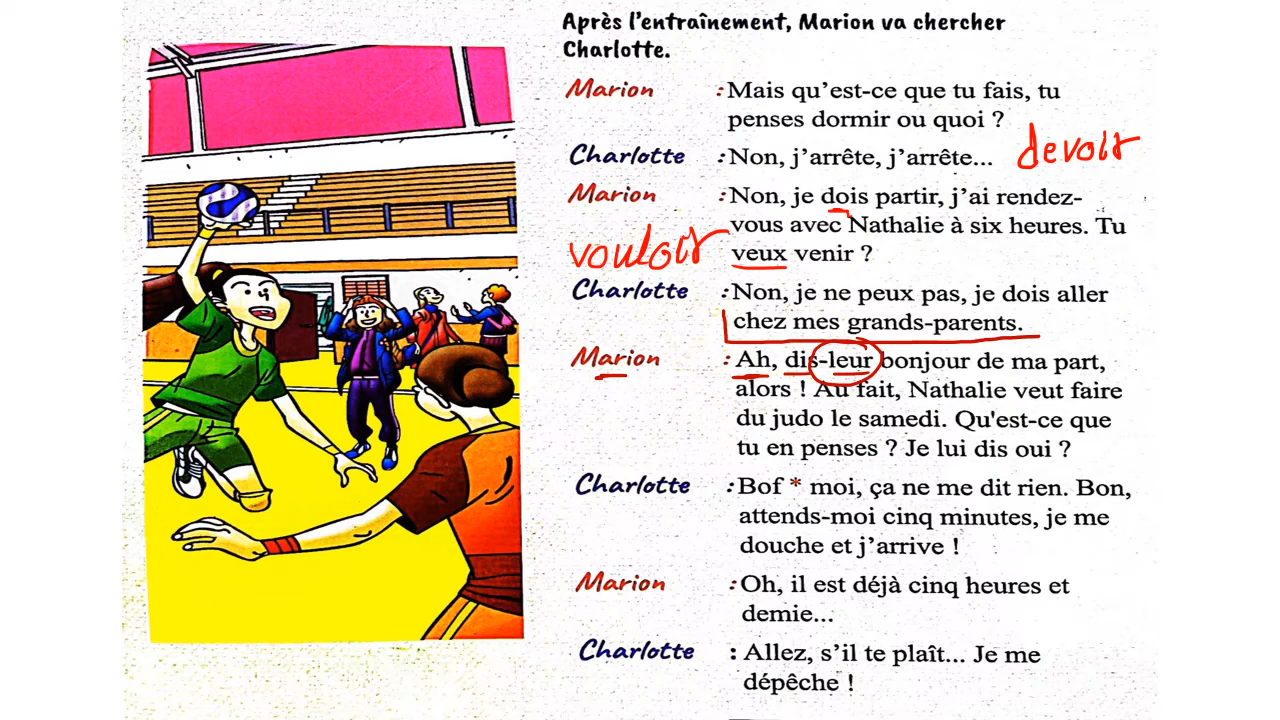 Après l'entraînement, Marion va chercher
Charlotte.
Marion : Mais qu'est-ce que tu fais, tu
penses dormir ou quoi ?
devoir
Charlotte : Non, j'arrête, j'arrête...
Marion : Non, je dois partir, j'ai rendez-
vous avec Nathalie à six heures. Tu
vouloir
veux venir ?
Charlotte : Non, je ne peux pas, je dois aller
chez mes grands-parents.
Marion : Ah, dis-leur bonjour de ma part,
alors ! Au fait, Nathalie veut faire
du judo le samedi. Qu'est-ce que
tu en penses ? Je lui dis oui ?
Charlotte : Bof * moi, ça ne me dit rien. Bon,
attends-moi cinq minutes, je me
douche et j'arrive !
Marion : Oh, il est déjà cinq heures et
demie...
Charlotte : Allez, s'il te plaît... Je me
dépêche !